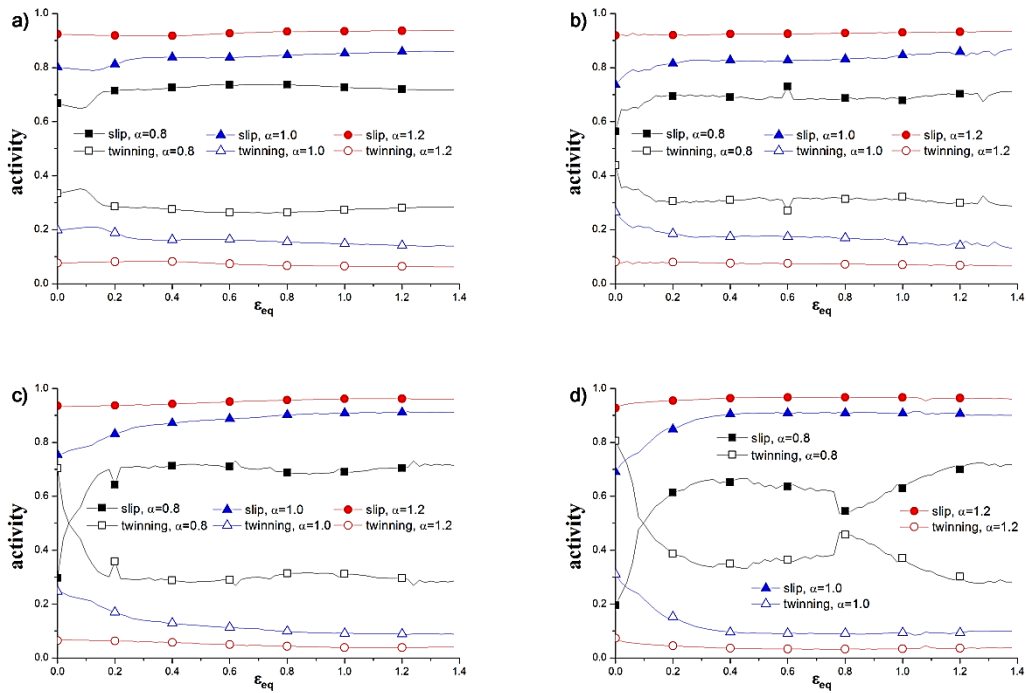 a)
1.0
0.8
0.6
0.4
0.2
0.0
activity
slip, α=0.8 slip, α=1.0 slip, α=1.2
twinning, α=0.8 twinning, α=1.0 twinning, α=1.2
0.0 0.2 0.4 0.6 0.8 1.0 1.2 1.4
εeq
b)
1.0
0.8
0.6
0.4
0.2
0.0
activity
slip, α=0.8 slip, α=1.0 slip, α=1.2
twinning, α=0.8 twinning, α=1.0 twinning, α=1.2
0.0 0.2 0.4 0.6 0.8 1.0 1.2 1.4
εeq
c)
1.0
0.8
0.6
0.4
0.2
0.0
activity
slip, α=0.8 slip, α=1.0 slip, α=1.2
twinning, α=0.8 twinning, α=1.0 twinning, α=1.2
0.0 0.2 0.4 0.6 0.8 1.0 1.2 1.4
εeq
d)
1.0
0.8
0.6
0.4
0.2
0.0
activity
slip, α=0.8
twinning, α=0.8
slip, α=1.2
twinning, α=1.2
slip, α=1.0
twinning, α=1.0
0.0 0.2 0.4 0.6 0.8 1.0 1.2 1.4
εeq